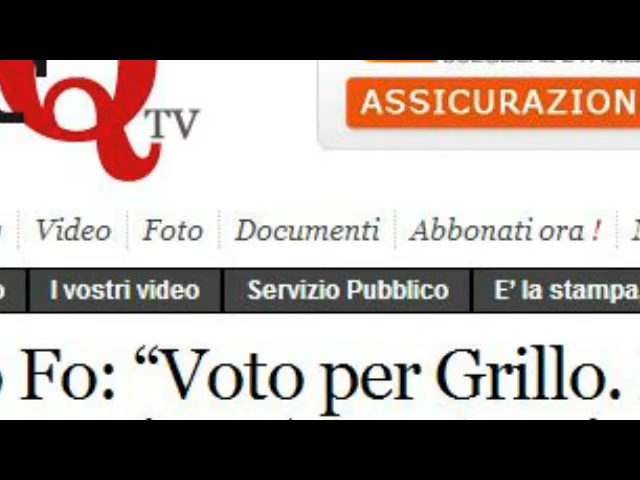 TV
ASSICURAZION
Video Foto Documenti Abbonati ora !
I vostri video Servizio Pubblico E' la stampa
Fo: “Voto per Grillo.